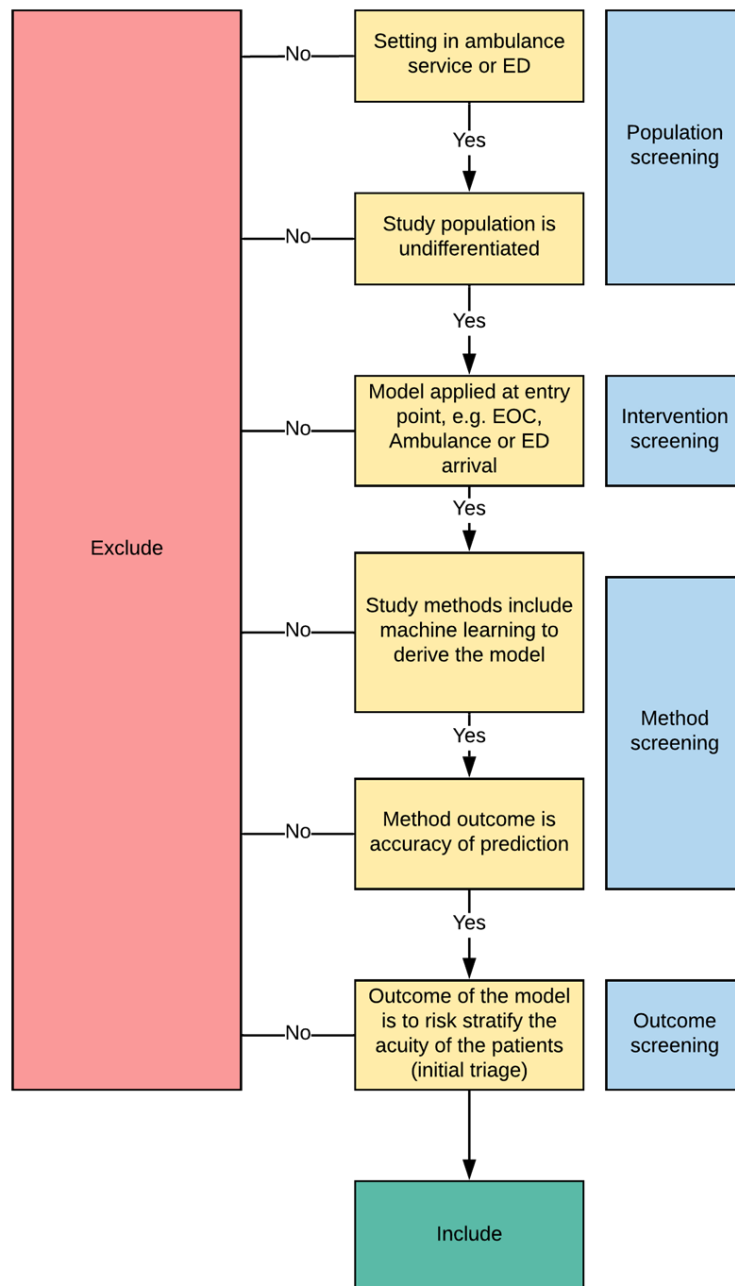 No
Setting in ambulance
service or ED
Population
screening
Yes
No
Study population is
undifferentiated
Yes
No
Model applied at entry
point, e.g. EOC,
Ambulance or ED
arrival
Intervention
screening
Yes
Exclude
No
Study methods include
machine learning to
derive the model
Method
screening
Yes
No
Method outcome is
accuracy of prediction
Yes
No
Outcome of the model
is to risk stratify the
acuity of the patients
(initial triage)
Outcome
screening
Include